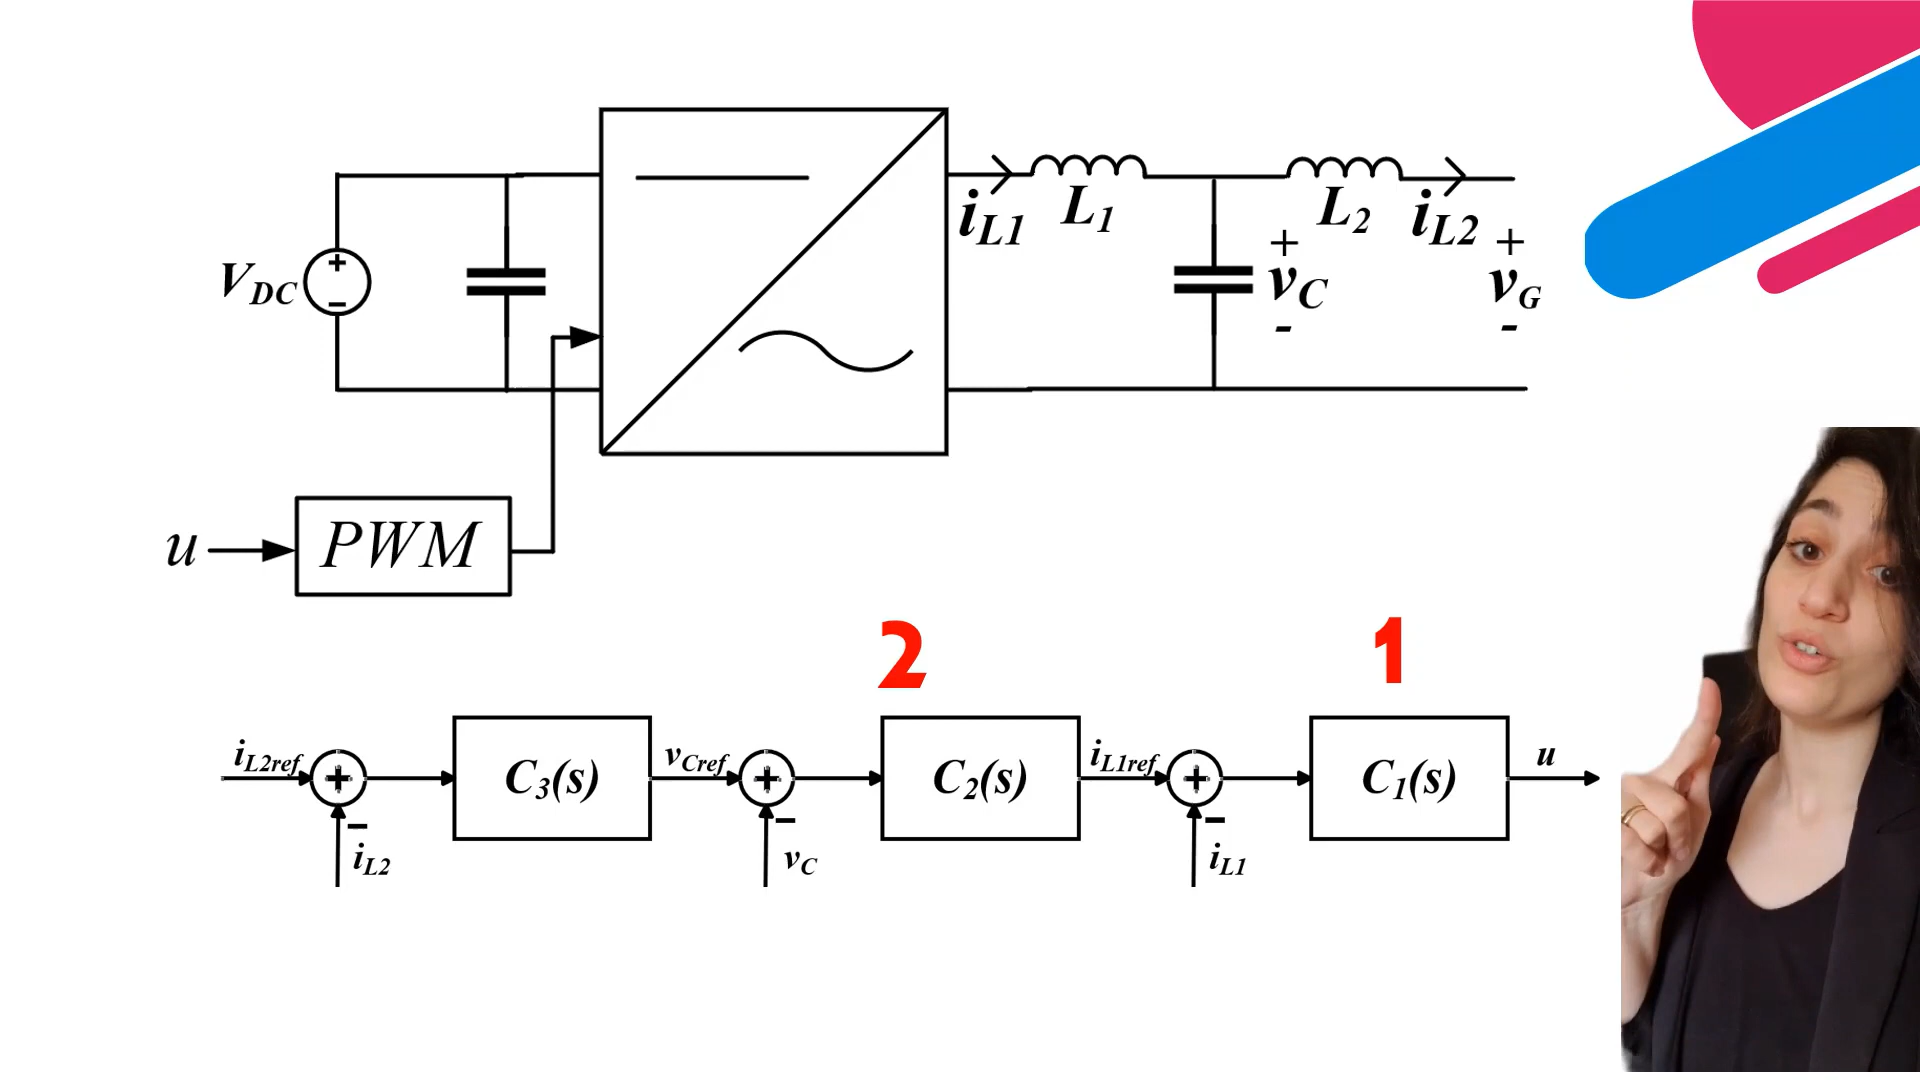 V_DC
+
-
i_L1
L_1
L_2
i_L2
+
v_C
-
+
v_G
-
u
PWM
2
1
i_L2ref
+
-
i_L2
C_3(s)
v_Cref
+
-
v_C
C_2(s)
i_L1ref
+
-
i_L1
C_1(s)
u